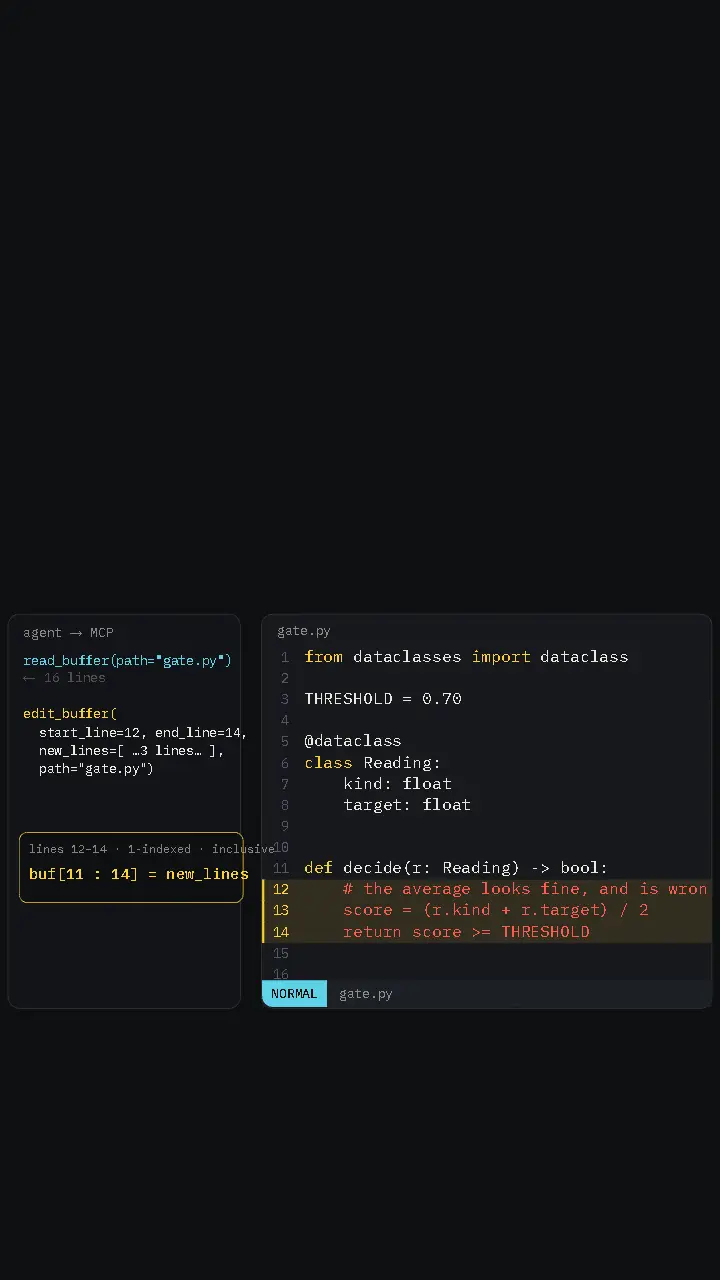 agent → MCP
read_buffer(path="gate.py")
← 16 lines
edit_buffer(
  start_line=12, end_line=14,
  new_lines=[ …3 lines… ],
  path="gate.py")
lines 12–14 · 1-indexed · inclusive
buf[11 : 14] = new_lines
gate.py
1 from dataclasses import dataclass
2
3 THRESHOLD = 0.70
4
5 @dataclass
6 class Reading:
7     kind: float
8     target: float
9
10
11 def decide(r: Reading) -> bool:
12     # the average looks fine, and is wron
13     score = (r.kind + r.target) / 2
14     return score >= THRESHOLD
15
16
NORMAL gate.py